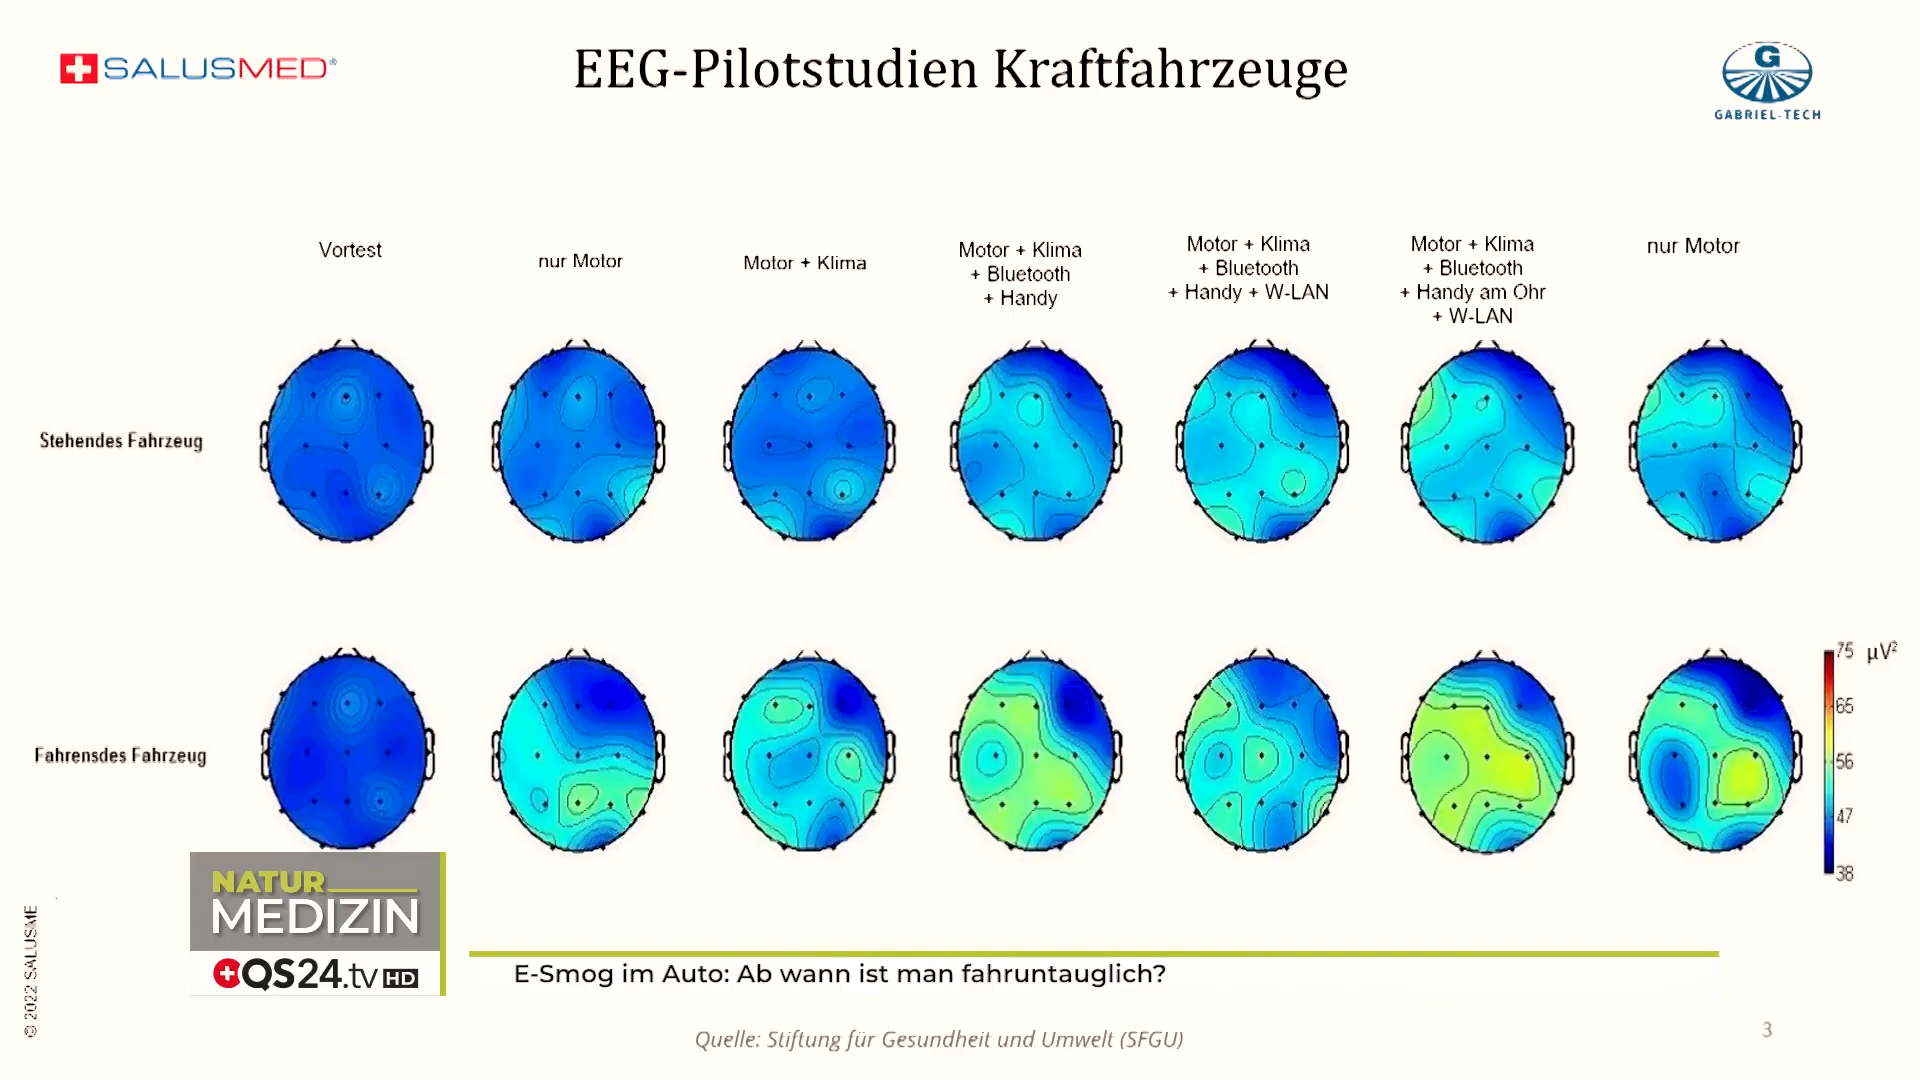 SALUSMED®
EEG-Pilotstudien Kraftfahrzeuge
G
GABRIEL-TECH
Vortest
nur Motor
Motor + Klima
Motor + Klima
+ Bluetooth
+ Handy
Motor + Klima
+ Bluetooth
+ Handy + W-LAN
Motor + Klima
+ Bluetooth
+ Handy am Ohr
+ W-LAN
nur Motor
Stehendes Fahrzeug
Fahrensdes Fahrzeug
75 µV²
65
56
47
38
NATUR
MEDIZIN
QS24.tv HD
E-Smog im Auto: Ab wann ist man fahruntauglich?
Quelle: Stiftung für Gesundheit und Umwelt (SFGU)
3
© 2022 SALUSME